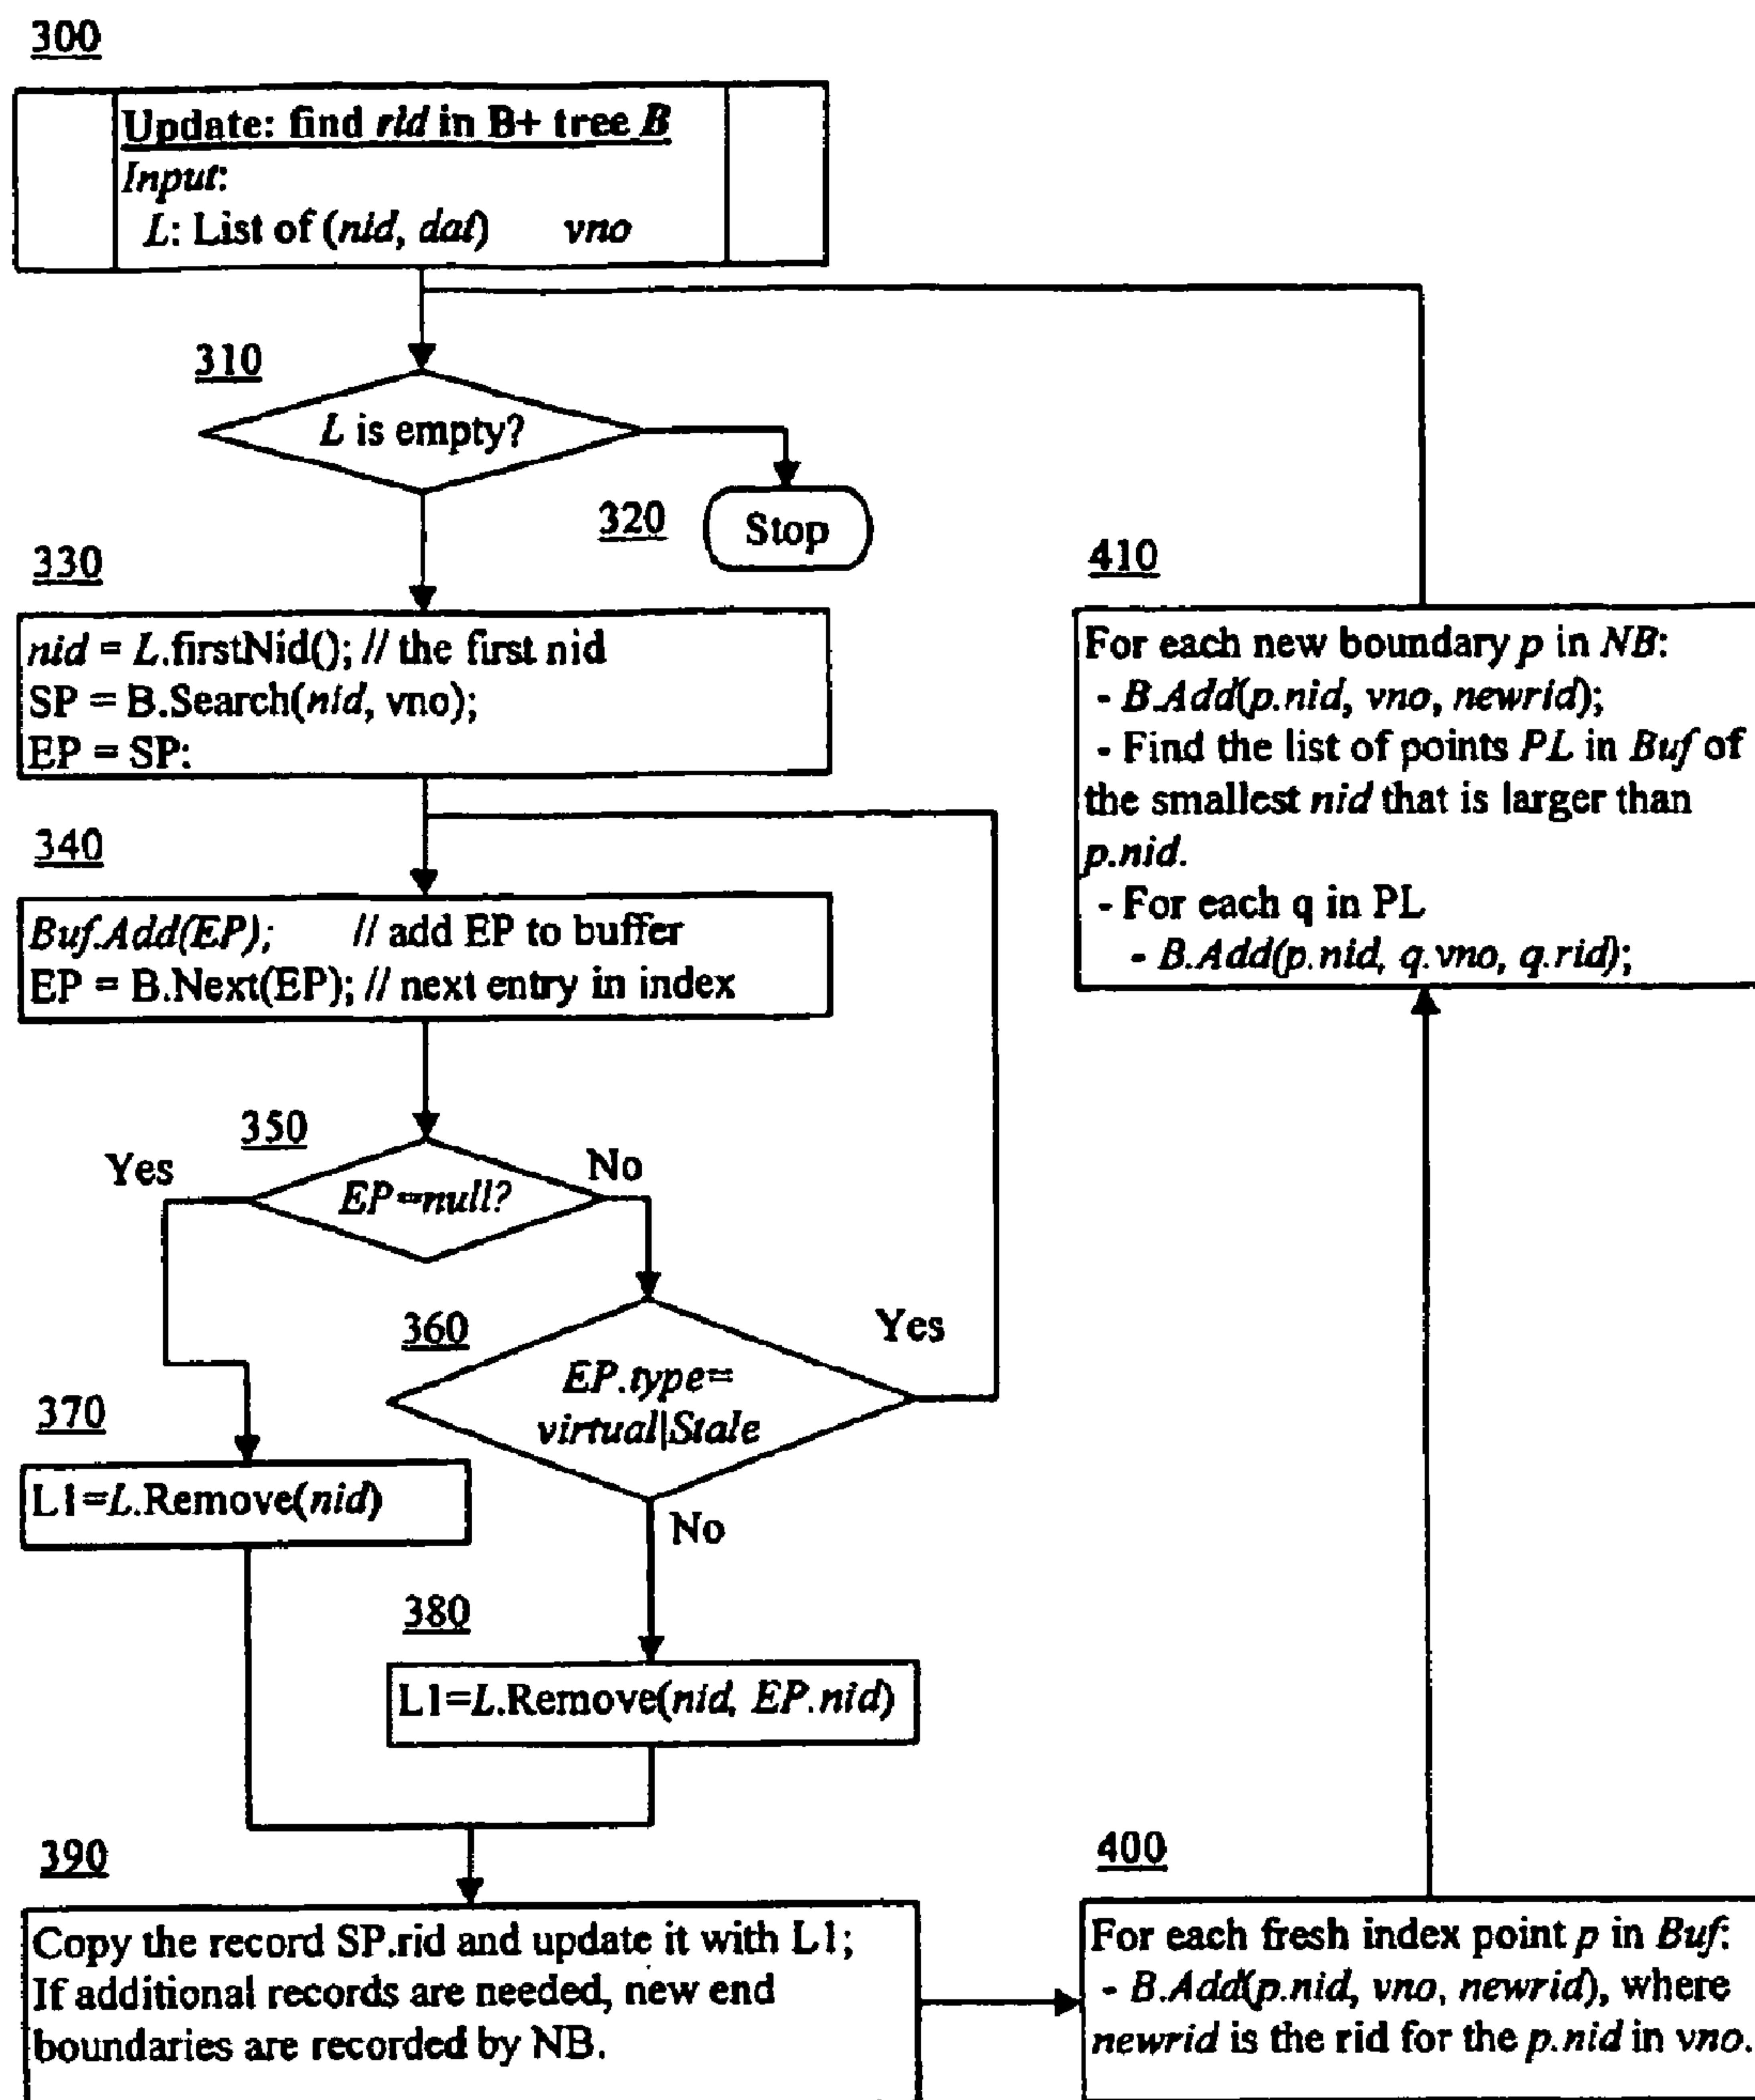 300
Update: find rid in B+ tree B
Input:
L: List of (nid, dat) vno
310
L is empty?
320
Stop
330
nid = L.firstNid(); // the first nid
SP = B.Search(nid, vno);
EP = SP:
340
Buf.Add(EP); // add EP to buffer
EP = B.Next(EP); // next entry in index
350
Yes
No
EP=null?
360
Yes
EP.type=
virtual|Stale
No
370
L1=L.Remove(nid)
380
L1=L.Remove(nid, EP.nid)
390
Copy the record SP.rid and update it with L1;
If additional records are needed, new end
boundaries are recorded by NB.
400
For each fresh index point p in Buf:
- B.Add(p.nid, vno, newrid), where
newrid is the rid for the p.nid in vno.
410
For each new boundary p in NB:
- B.Add(p.nid, vno, newrid);
- Find the list of points PL in Buf of
the smallest nid that is larger than
p.nid.
- For each q in PL
- B.Add(p.nid, q.vno, q.rid);